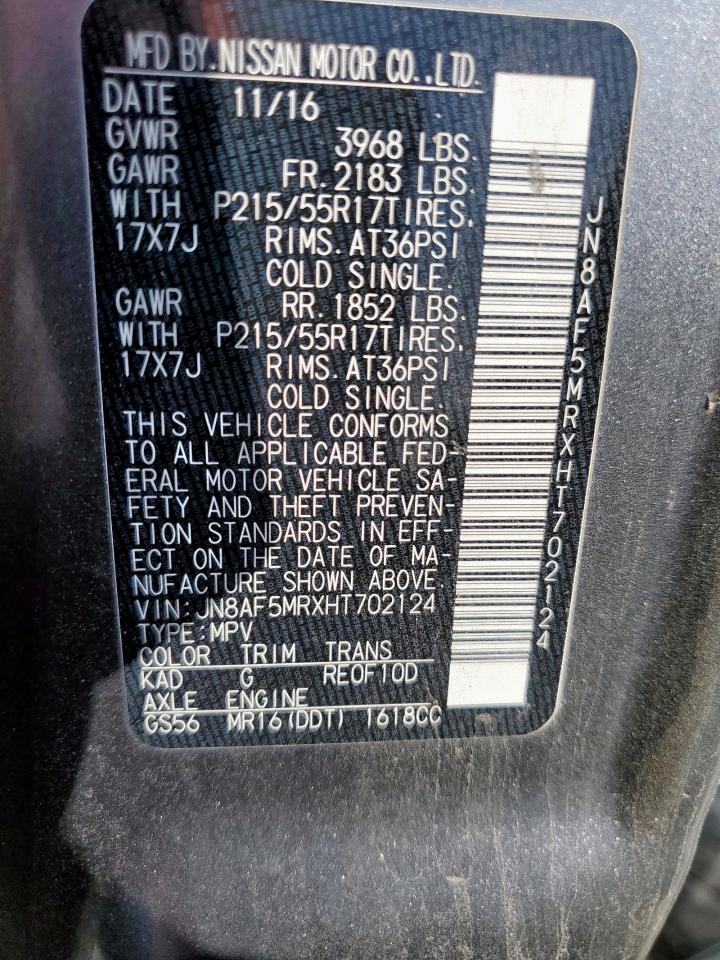 MFD BY.NISSAN MOTOR CO.,LTD.
DATE 11/16
GVWR 3968 LBS.
GAWR FR.2183 LBS.
WITH P215/55R17TIRES.
17X7J RIMS.AT36PSI
COLD SINGLE.
GAWR RR.1852 LBS.
WITH P215/55R17TIRES.
17X7J RIMS.AT36PSI
COLD SINGLE.
THIS VEHICLE CONFORMS
TO ALL APPLICABLE FED-
ERAL MOTOR VEHICLE SA-
FETY AND THEFT PREVEN-
TION STANDARDS IN EFF-
ECT ON THE DATE OF MA-
NUFACTURE SHOWN ABOVE.
VIN:JN8AF5MRXHT702124
TYPE:MPV
COLOR TRIM TRANS
KAD G RE0F10D
AXLE ENGINE
GS56 MR16(DDT) 1618CC
JN8AF5MRXHT702124